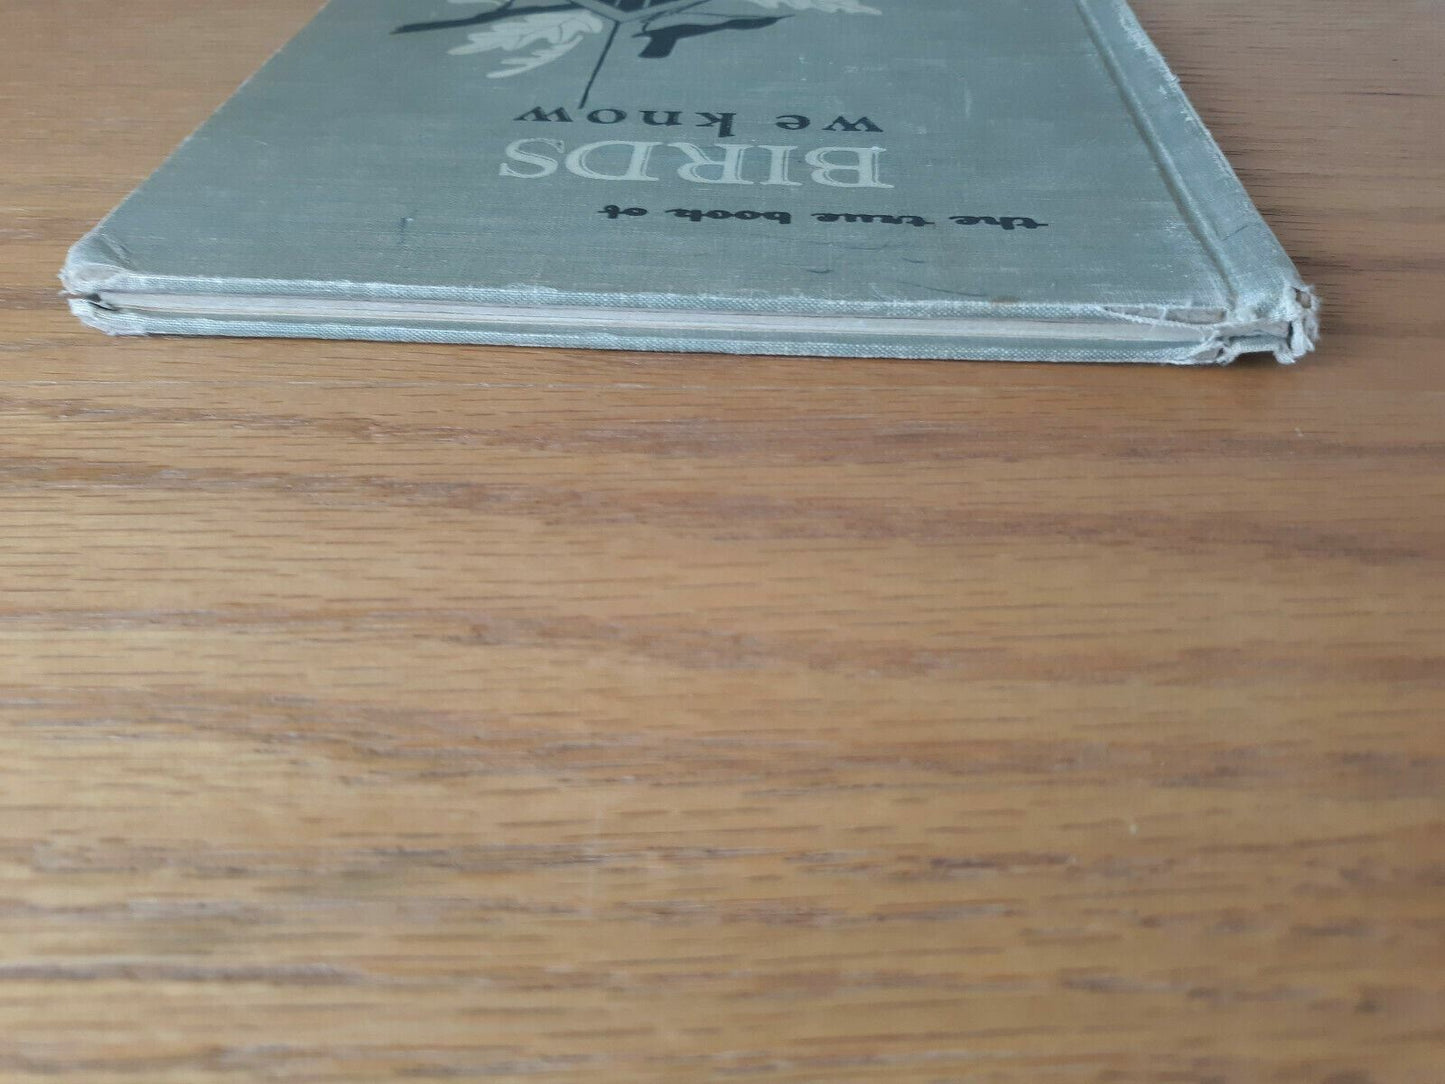 the true book of
BIRDS
we know